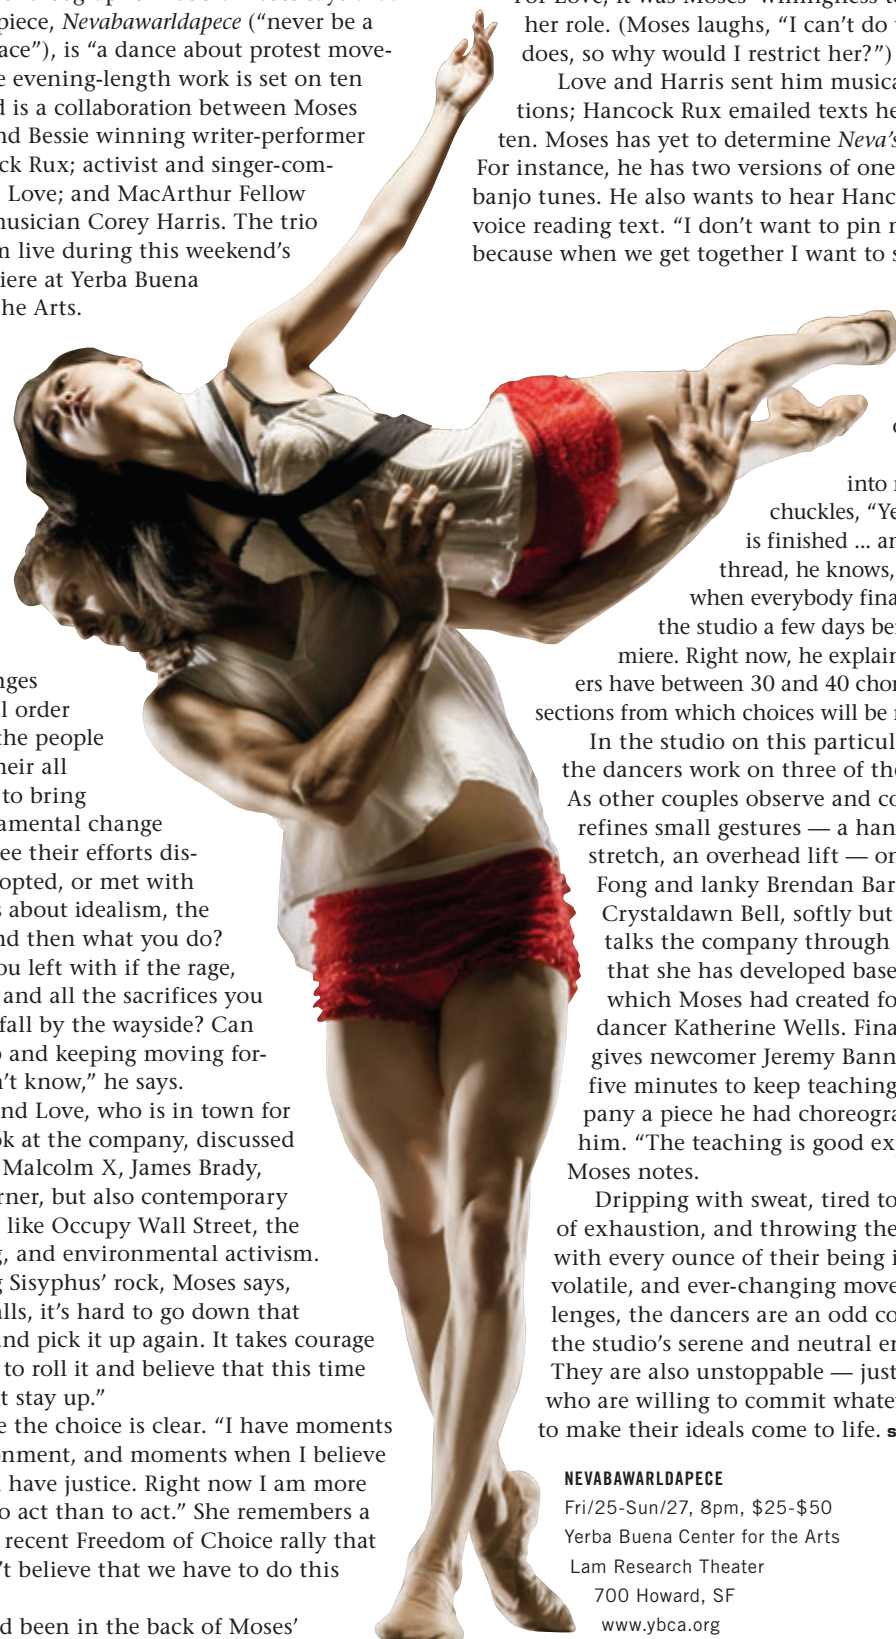 piece, Nevabawarldapece (“never be a
ace”), is “a dance about protest move-
e evening-length work is set on ten
d is a collaboration between Moses
nd Bessie winning writer-performer
ck Rux; activist and singer-com-
Love; and MacArthur Fellow
musician Corey Harris. The trio
m live during this weekend’s
iere at Yerba Buena
he Arts.
nges
l order
the people
heir all
to bring
amental change
ee their efforts dis-
opted, or met with
s about idealism, the
nd then what you do?
ou left with if the rage,
and all the sacrifices you
fall by the wayside? Can
p and keeping moving for-
n’t know,” he says.
nd Love, who is in town for
ok at the company, discussed
Malcolm X, James Brady,
rner, but also contemporary
like Occupy Wall Street, the
g, and environmental activism.
g Sisyphus’ rock, Moses says,
alls, it’s hard to go down that
and pick it up again. It takes courage
to roll it and believe that this time
t stay up.”
e the choice is clear. “I have moments
onment, and moments when I believe
l have justice. Right now I am more
o act than to act.” She remembers a
recent Freedom of Choice rally that
’t believe that we have to do this
d been in the back of Moses’
her role. (Moses laughs, “I can’t do
does, so why would I restrict her?”)
Love and Harris sent him musica
tions; Hancock Rux emailed texts he
ten. Moses has yet to determine Neva’s
For instance, he has two versions of one
banjo tunes. He also wants to hear Hanc
voice reading text. “I don’t want to pin
because when we get together I want to s
into
chuckles, “Ye
is finished ... an
thread, he knows,
when everybody fina
the studio a few days be
miere. Right now, he explain
ers have between 30 and 40 chor
sections from which choices will be
In the studio on this particul
the dancers work on three of the
As other couples observe and co
refines small gestures — a han
stretch, an overhead lift — on
Fong and lanky Brendan Bar
Crystaldawn Bell, softly but
talks the company through
that she has developed base
which Moses had created fo
dancer Katherine Wells. Fina
gives newcomer Jeremy Bann
five minutes to keep teaching
pany a piece he had choreogra
him. “The teaching is good ex
Moses notes.
Dripping with sweat, tired to
of exhaustion, and throwing the
with every ounce of their being i
volatile, and ever-changing move
lenges, the dancers are an odd co
the studio’s serene and neutral en
They are also unstoppable — just
who are willing to commit whate
to make their ideals come to life.
NEVABAWARLDAPECE
Fri/25-Sun/27, 8pm, $25-$50
Yerba Buena Center for the Arts
Lam Research Theater
700 Howard, SF
www.ybca.org